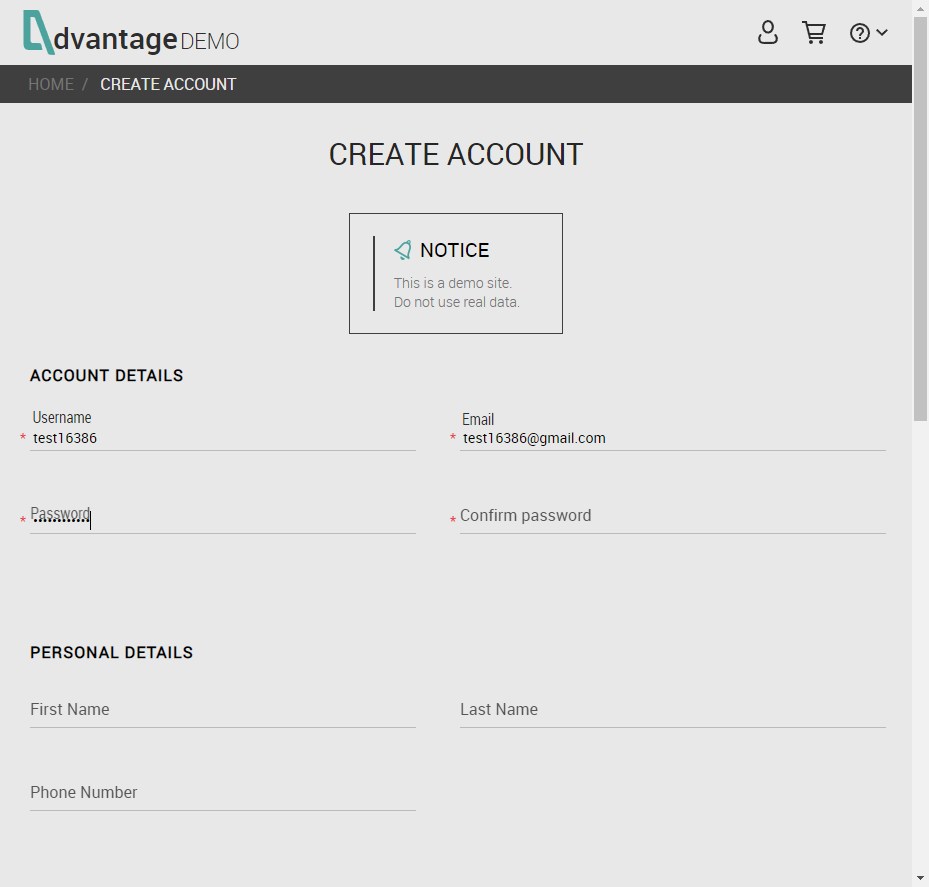 dvantage DEMO
HOME / CREATE ACCOUNT
CREATE ACCOUNT
NOTICE
This is a demo site.
Do not use real data.
ACCOUNT DETAILS
Username
* test16386
Email
* test16386@gmail.com
* Password
* Confirm password
PERSONAL DETAILS
First Name
Last Name
Phone Number